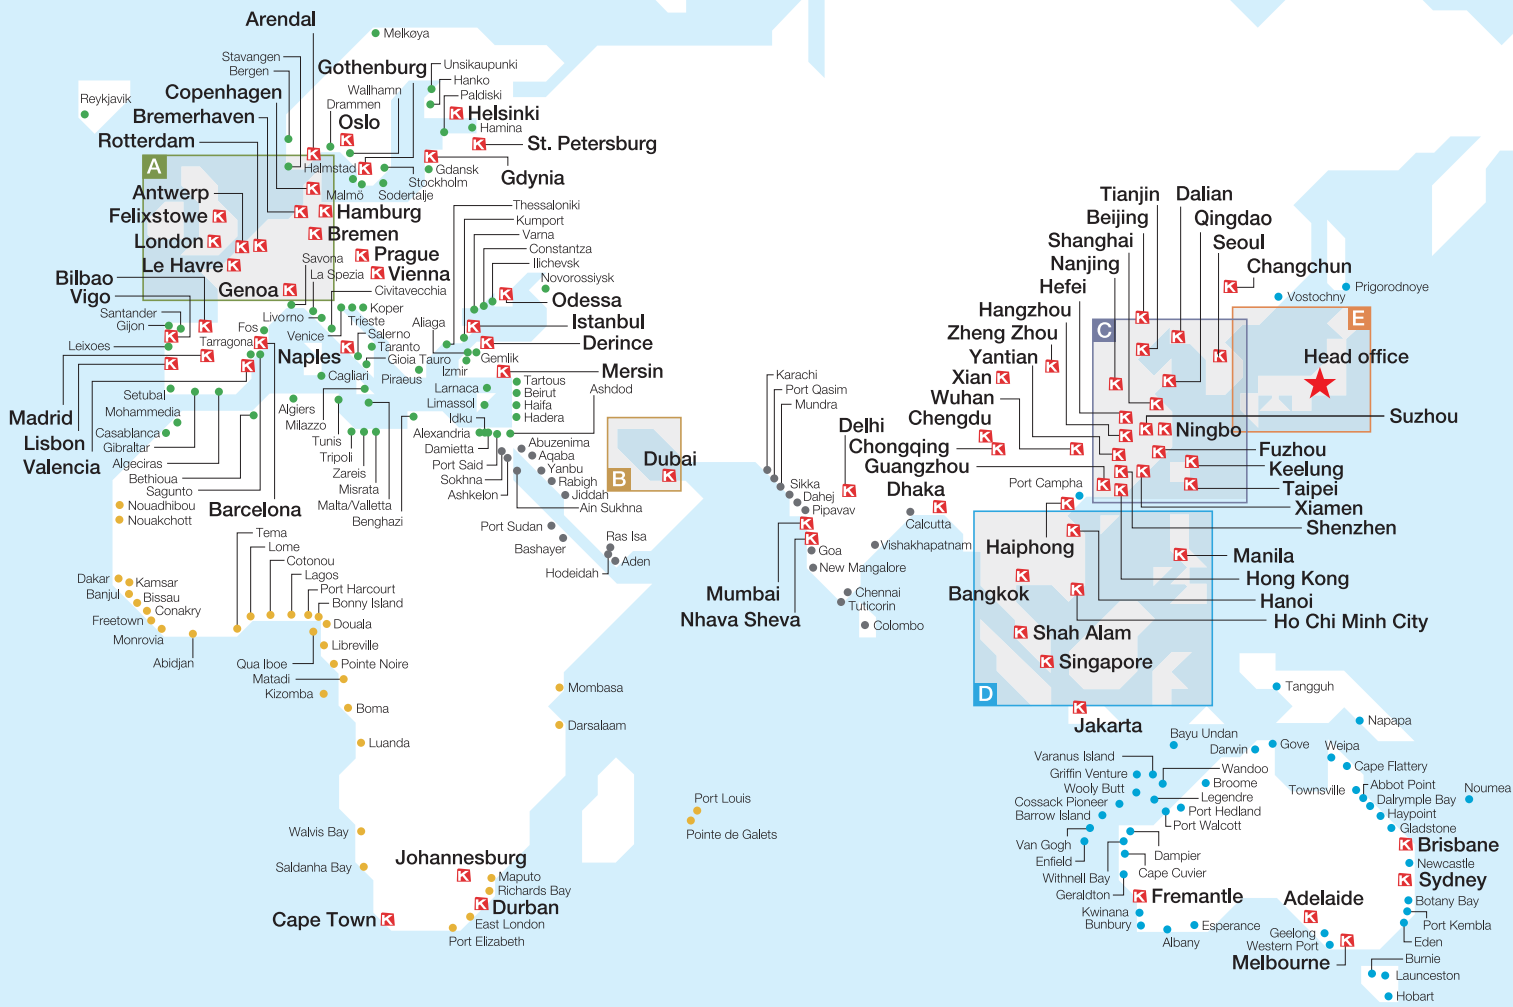 Arendal
Melkøya
Stavangen
Bergen
Gothenburg
Unsikaupunki
Hanko
Wallhamn
Paldiski
Copenhagen
Drammen
Reykjavik
Bremerhaven
Oslo
Helsinki
Hamina
Rotterdam
St. Petersburg
A
Halmstad
Gdansk
Stockholm
Gdynia
Malmö
Sodertalje
Antwerp
Felixstowe
Hamburg
Thessaloniki
Kumport
London
Bremen
Varna
Savona
Prague
Constantza
Le Havre
La Spezia
Vienna
Ilichevsk
Bilbao
Genoa
Civitavecchia
Novorossiysk
Vigo
Odessa
Santander
Livorno
Koper
Gijon
Fos
Trieste
Aliaga
Istanbul
Leixoes
Tarragona
Venice
Salerno
Derince
Naples
Taranto
Gioia Tauro
Gemlik
Izmir
Mersin
Cagliari
Piraeus
Setubal
Larnaca
Tartous
Ashdod
Mohammedia
Limassol
Beirut
Madrid
Algiers
Haifa
Casablanca
Milazzo
Idku
Hadera
Lisbon
Gibraltar
Tunis
Alexandria
Abuzenima
Valencia
Algeciras
Tripoli
Damietta
Aqaba
Bethioua
Zareis
Port Said
Yanbu
Sagunto
Misrata
Sokhna
Rabigh
Barcelona
Malta/Valletta
Ashkelon
Jiddah
Benghazi
Ain Sukhna
Nouadhibou
Nouakchott
Dubai
B
Port Sudan
Bashayer
Ras Isa
Aden
Hodeidah
Tema
Lome
Cotonou
Lagos
Port Harcourt
Bonny Island
Dakar
Kamsar
Banjul
Bissau
Conakry
Freetown
Monrovia
Abidjan
Douala
Libreville
Qua Iboe
Pointe Noire
Matadi
Kizomba
Boma
Luanda
Mombasa
Darsalaam
Walvis Bay
Saldanha Bay
Johannesburg
Maputo
Richards Bay
Durban
Cape Town
East London
Port Elizabeth
Port Louis
Pointe de Galets
Karachi
Port Qasim
Mundra
Delhi
Sikka
Dahej
Pipavav
Dhaka
Calcutta
Goa
Vishakhapatnam
New Mangalore
Mumbai
Chennai
Nhava Sheva
Tuticorin
Colombo
Tianjin
Dalian
Beijing
Qingdao
Shanghai
Seoul
Nanjing
Changchun
Hefei
Prigorodnoye
Vostochny
Hangzhou
E
C
Zheng Zhou
Head office
Yantian
Xian
Wuhan
Suzhou
Chengdu
Ningbo
Chongqing
Fuzhou
Guangzhou
Keelung
Port Campha
Taipei
Xiamen
Shenzhen
Haiphong
Manila
Hong Kong
Bangkok
Hanoi
Ho Chi Minh City
Shah Alam
Singapore
D
Jakarta
Tangguh
Napapa
Bayu Undan
Varanus Island
Darwin
Gove
Weipa
Griffin Venture
Wandoo
Cape Flattery
Wooly Butt
Broome
Townsville
Abbot Point
Noumea
Cossack Pioneer
Legendre
Dalrymple Bay
Barrow Island
Port Hedland
Haypoint
Port Walcott
Gladstone
Van Gogh
Brisbane
Enfield
Dampier
Newcastle
Withnell Bay
Cape Cuvier
Sydney
Geraldton
Fremantle
Adelaide
Botany Bay
Kwinana
Port Kembla
Bunbury
Esperance
Geelong
Albany
Western Port
Eden
Melbourne
Burnie
Launceston
Hobart